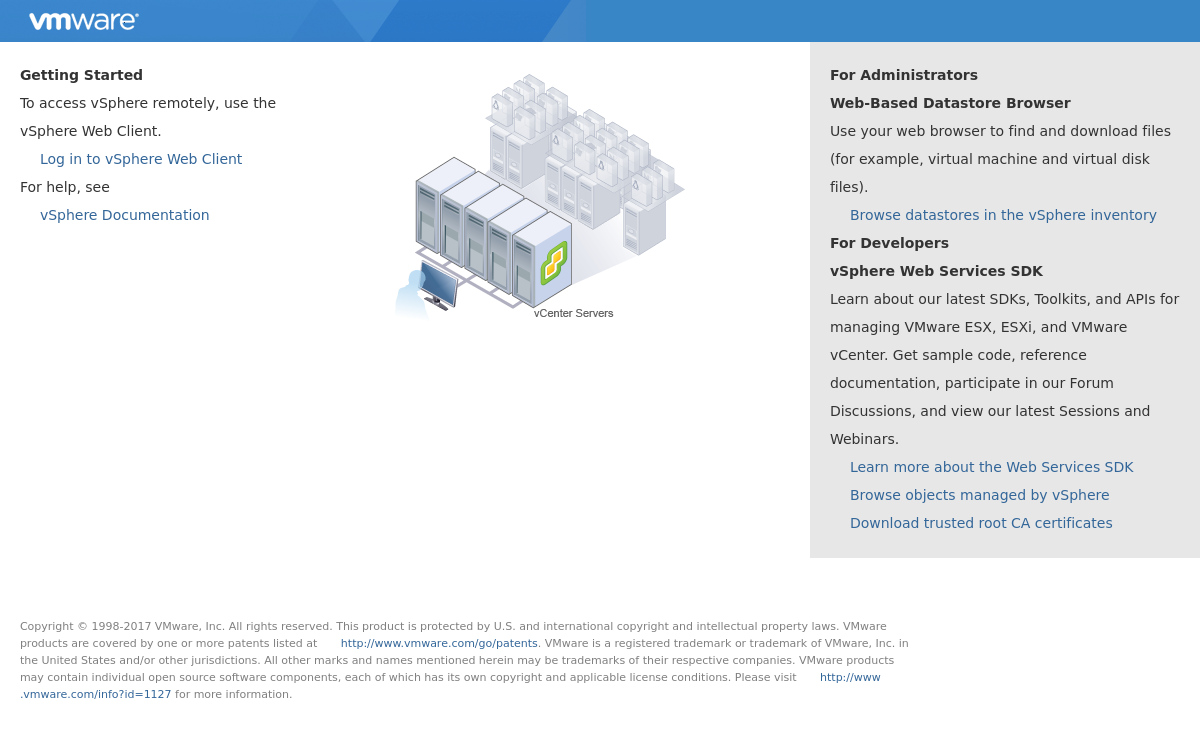 vmware®
Getting Started
To access vSphere remotely, use the
vSphere Web Client.
Log in to vSphere Web Client
For help, see
vSphere Documentation
vCenter Servers
For Administrators
Web-Based Datastore Browser
Use your web browser to find and download files
(for example, virtual machine and virtual disk
files).
Browse datastores in the vSphere inventory
For Developers
vSphere Web Services SDK
Learn about our latest SDKs, Toolkits, and APIs for
managing VMware ESX, ESXi, and VMware
vCenter. Get sample code, reference
documentation, participate in our Forum
Discussions, and view our latest Sessions and
Webinars.
Learn more about the Web Services SDK
Browse objects managed by vSphere
Download trusted root CA certificates
Copyright © 1998-2017 VMware, Inc. All rights reserved. This product is protected by U.S. and international copyright and intellectual property laws. VMware
products are covered by one or more patents listed at http://www.vmware.com/go/patents. VMware is a registered trademark or trademark of VMware, Inc. in
the United States and/or other jurisdictions. All other marks and names mentioned herein may be trademarks of their respective companies. VMware products
may contain individual open source software components, each of which has its own copyright and applicable license conditions. Please visit http://www
.vmware.com/info?id=1127 for more information.